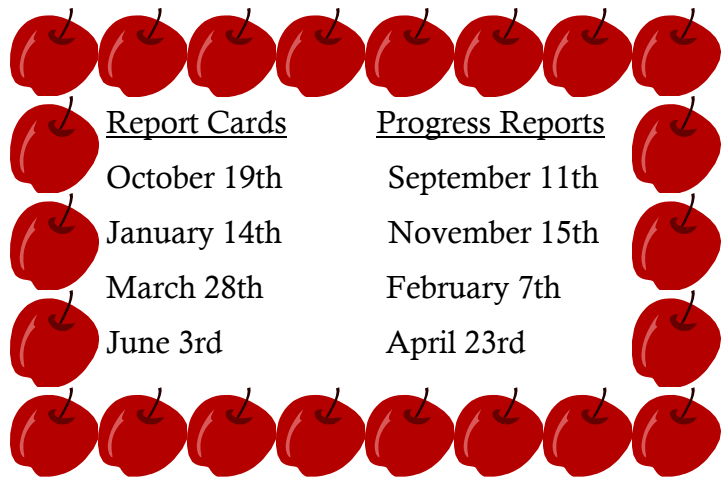 Report Cards Progress Reports
October 19th September 11th
January 14th November 15th
March 28th February 7th
June 3rd April 23rd